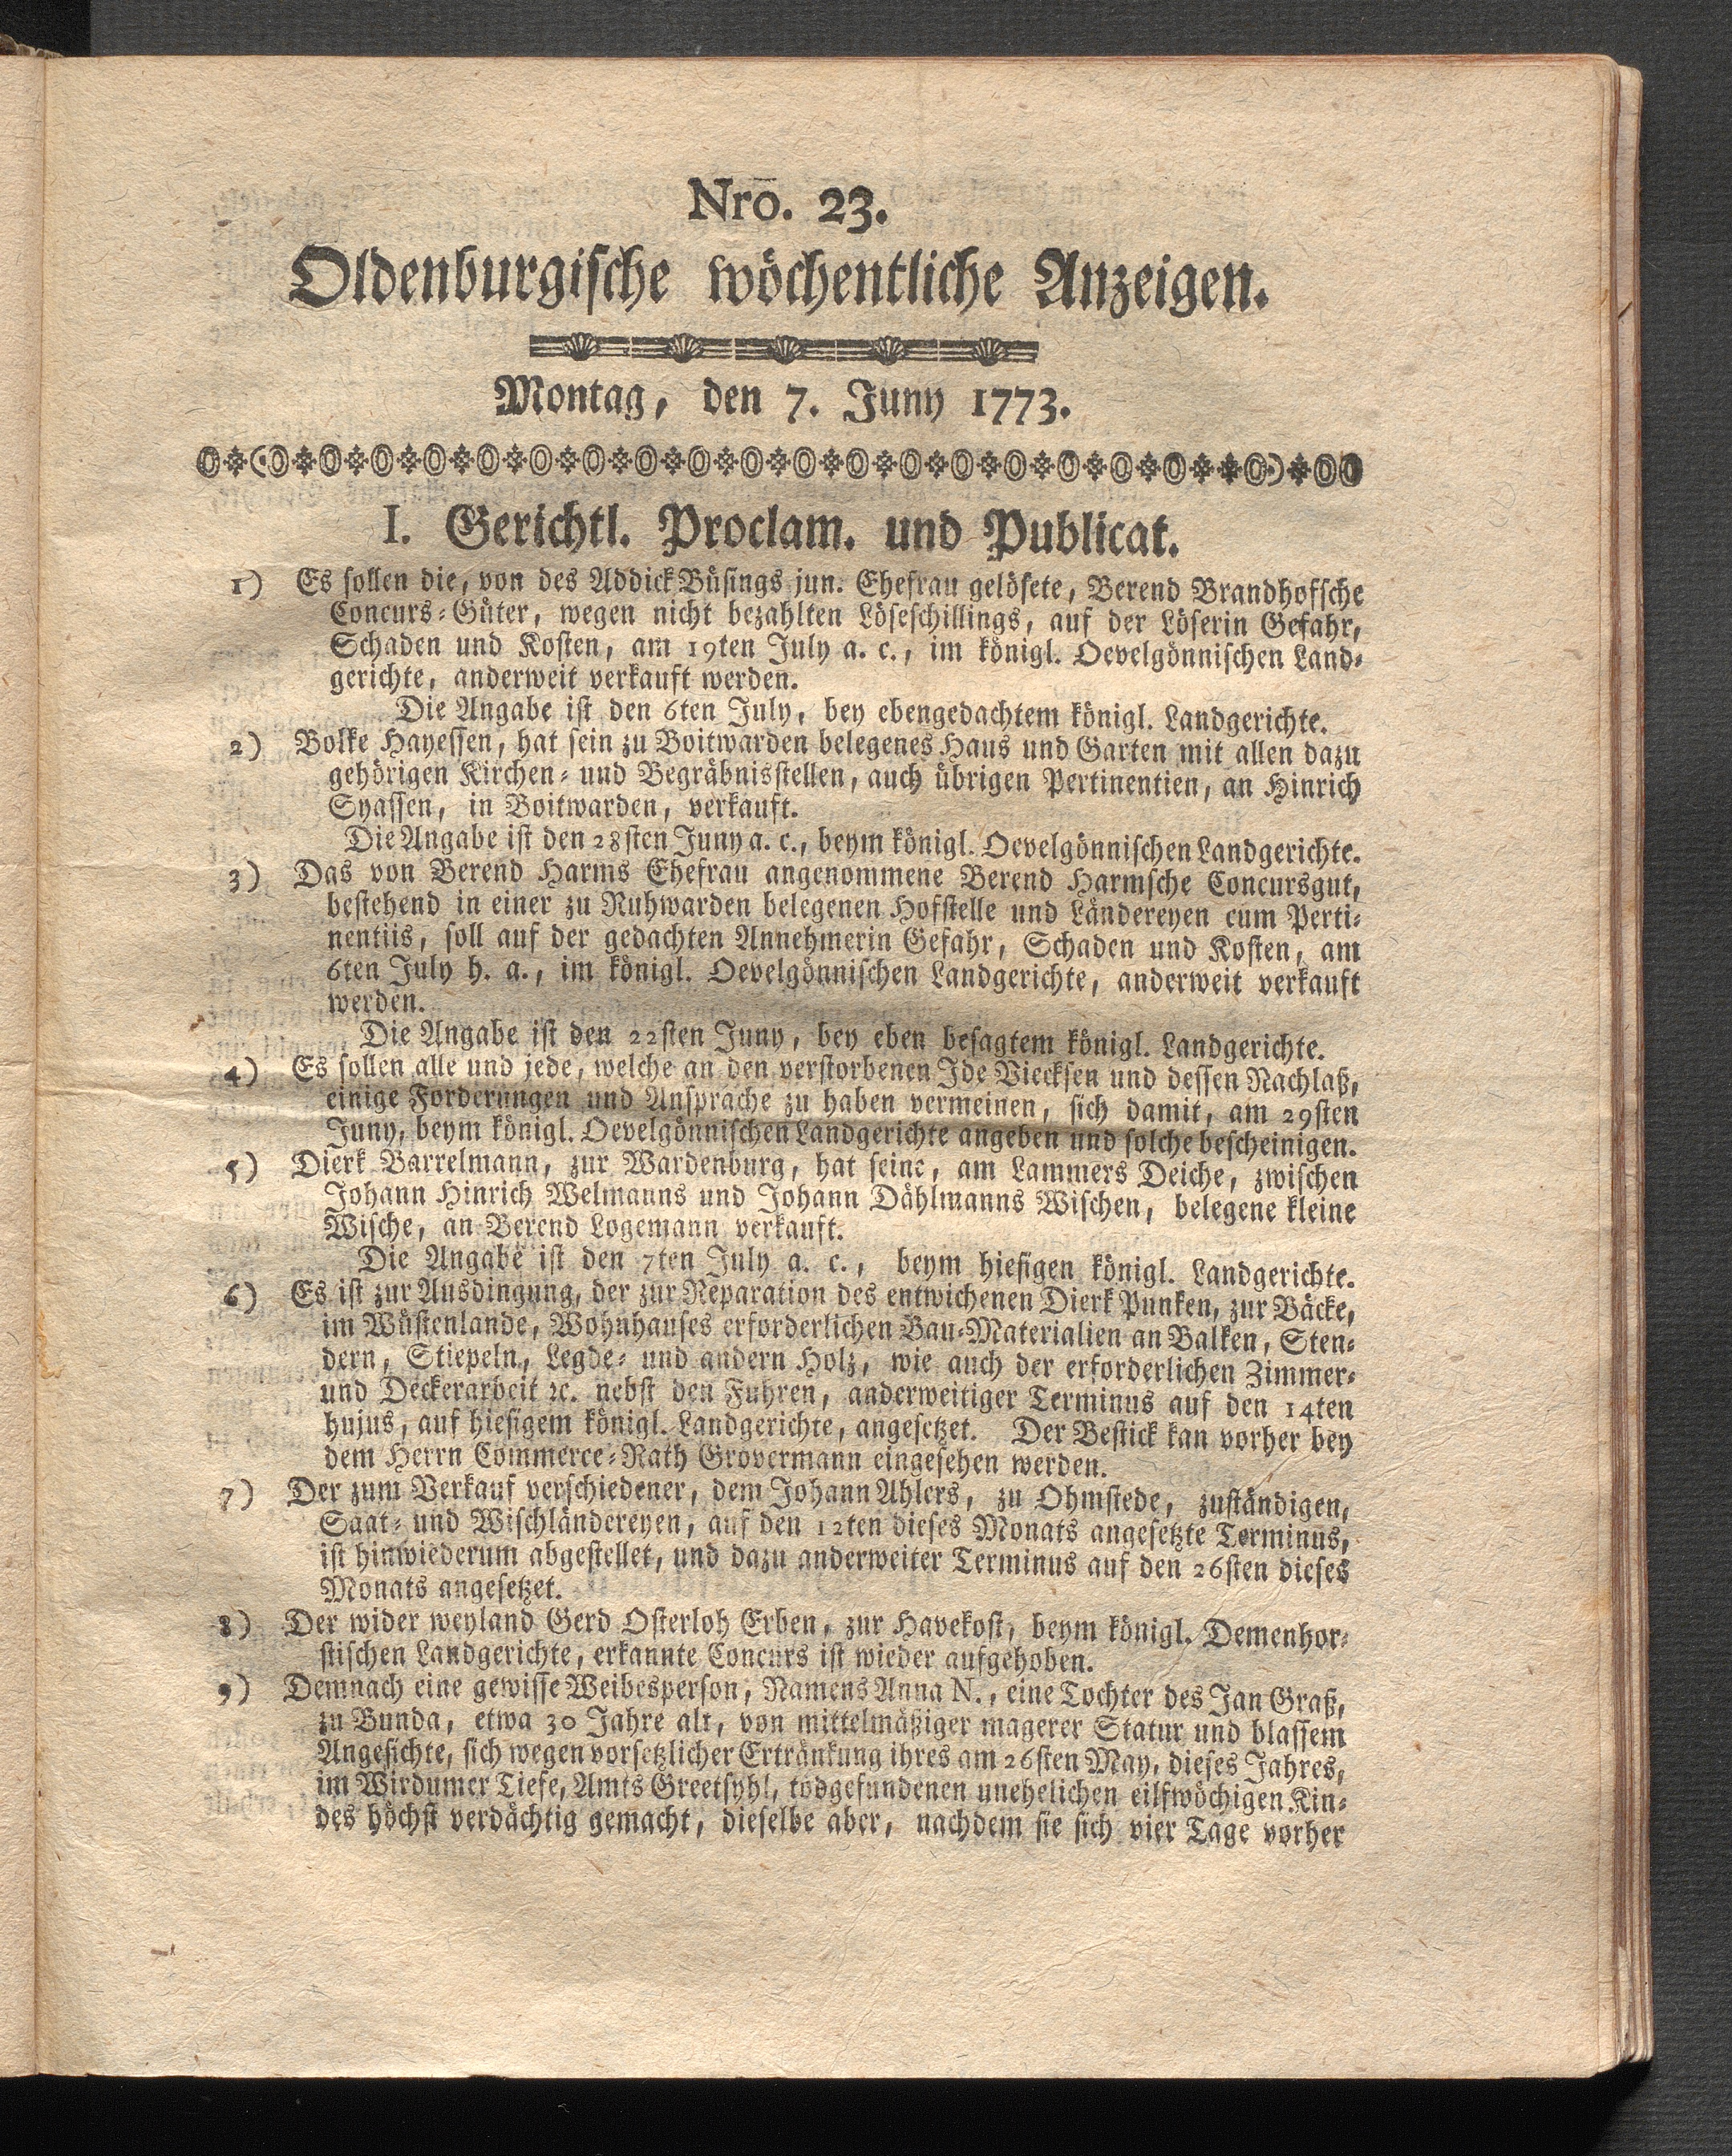 Nrō. 23.
Oldenburgische wöchentliche Anzeigen.
Montag, den 7. Juny 1773.
I. Gerichtl. Proclam. und Publicat.
1) Es sollen die, von des Addick Büsings jun. Ehefrau gelösete, Berend Brandhofsche
Concurs-Güter, wegen nicht bezahlten Löseschillings, auf der Löserin Gefahr,
Schaden und Kosten, am 19ten July a. c., im königl. Oevelgönnischen Land-
gerichte, anderweit verkauft werden.
Die Angabe ist den 6ten July, bey ebengedachtem königl. Landgerichte.
2) Bolke Hayessen, hat sein zu Boitwarden belegenes Haus und Garten mit allen dazu
gehörigen Kirchen- und Begräbnisstellen, auch übrigen Pertinentien, an Hinrich
Syassen, in Boitwarden, verkauft.
Die Angabe ist den 28sten Juny a. c., beym königl. Oevelgönnischen Landgerichte.
3) Das von Berend Harms Ehefrau angenommene Berend Harmsche Concursgut,
bestehend in einer zu Ruhwarden belegenen Hofstelle und Ländereyen cum Perti-
nentiis, soll auf der gedachten Annehmerin Gefahr, Schaden und Kosten, am
6ten July h. a., im königl. Oevelgönnischen Landgerichte, anderweit verkauft
werden.
Die Angabe ist den 22sten Juny, bey eben besagtem königl. Landgerichte.
4) Es sollen alle und jede, welche an den verstorbenen Ide Viecksen und dessen Nachlaß,
einige Forderungen und Ansprache zu haben vermeinen, sich damit, am 29sten
Juny, beym königl. Oevelgönnischen Landgerichte angeben und solche bescheinigen.
5) Dierk Barrelmann, zur Wardenburg, hat seine, am Lammers Deiche, zwischen
Johann Hinrich Welmanns und Johann Dählmanns Wischen, belegene kleine
Wische, an Berend Logemann verkauft.
Die Angabe ist den 7ten July a. c., beym hiesigen königl. Landgerichte.
6) Es ist zur Ausdingung, der zur Reparation des entwichenen Dierk Punken, zur Bäcke,
im Wüstenlande, Wohnhauses erforderlichen Bau-Materialien an Balken, Sten-
dern, Stiepeln, Legde- und andern Holz, wie auch der erforderlichen Zimmer-
und Deckerarbeit ꝛc. nebst den Fuhren, anderweitiger Terminus auf den 14ten
hujus, auf hiesigem königl. Landgerichte, angesetzet. Der Bestick kan vorher bey
dem Herrn Commerce-Rath Grovermann eingesehen werden.
7) Der zum Verkauf verschiedener, dem Johann Ahlers, zu Ohmstede, zuständigen,
Saat- und Wischländereyen, auf den 12ten dieses Monats angesetzte Terminus,
ist hinwiederum abgestellet, und dazu anderweiter Terminus auf den 26sten dieses
Monats angesetzet.
8) Der wider weyland Gerd Osterloh Erben, zur Havekost, beym königl. Demenhor-
stischen Landgerichte, erkannte Concurs ist wieder aufgehoben.
9) Demnach eine gewisse Weibesperson, Namens Anna N., eine Tochter des Jan Graß,
zu Bunda, etwa 30 Jahre alt, von mittelmäßiger magerer Statur und blassem
Angesichte, sich wegen vorsetzlicher Ertränkung ihres am 26sten May, dieses Jahres,
im Wirdumer Tiefe, Amts Greetsyhl, todgefundenen unehelichen eilfwöchigen Kin-
des höchst verdächtig gemacht, dieselbe aber, nachdem sie sich vier Tage vorher